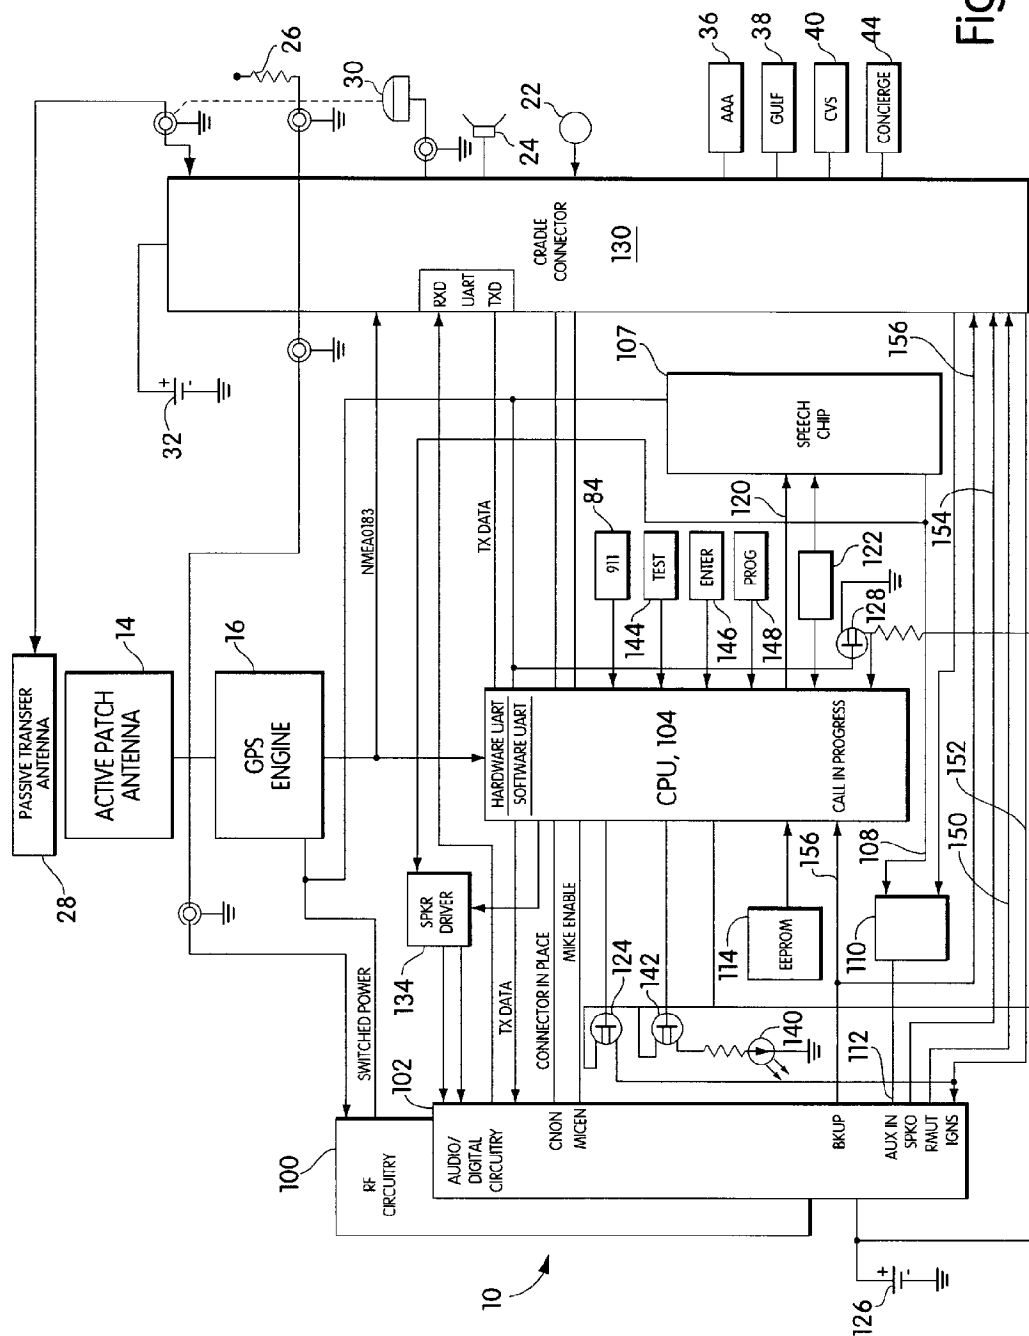 Fig
PASSIVE TRANSFER
ANTENNA
28
ACTIVE PATCH
ANTENNA
14
GPS
ENGINE
16
32
+
-
26
30
24
22
CRADLE
CONNECTOR
130
RXD
UART
TXD
AAA
36
GULF
38
CVS
40
CONCIERGE
44
NMEA0183
TX DATA
SWITCHED POWER
SPKR
DRIVER
134
100
RF
CIRCUITRY
102
AUDIO/
DIGITAL
CIRCUITRY
TX DATA
CONNECTOR IN PLACE
MIKE ENABLE
CNON
MICEN
BKUP
AUX IN
SPKO
RMUT
IGNS
HARDWARE UART
SOFTWARE UART
CPU, 104
CALL IN PROGRESS
911
84
TEST
144
ENTER
146
PROG
148
120
122
128
107
SPEECH
CHIP
124
142
140
114
EEPROM
156
110
108
112
150
152
154
156
10
126
+
-